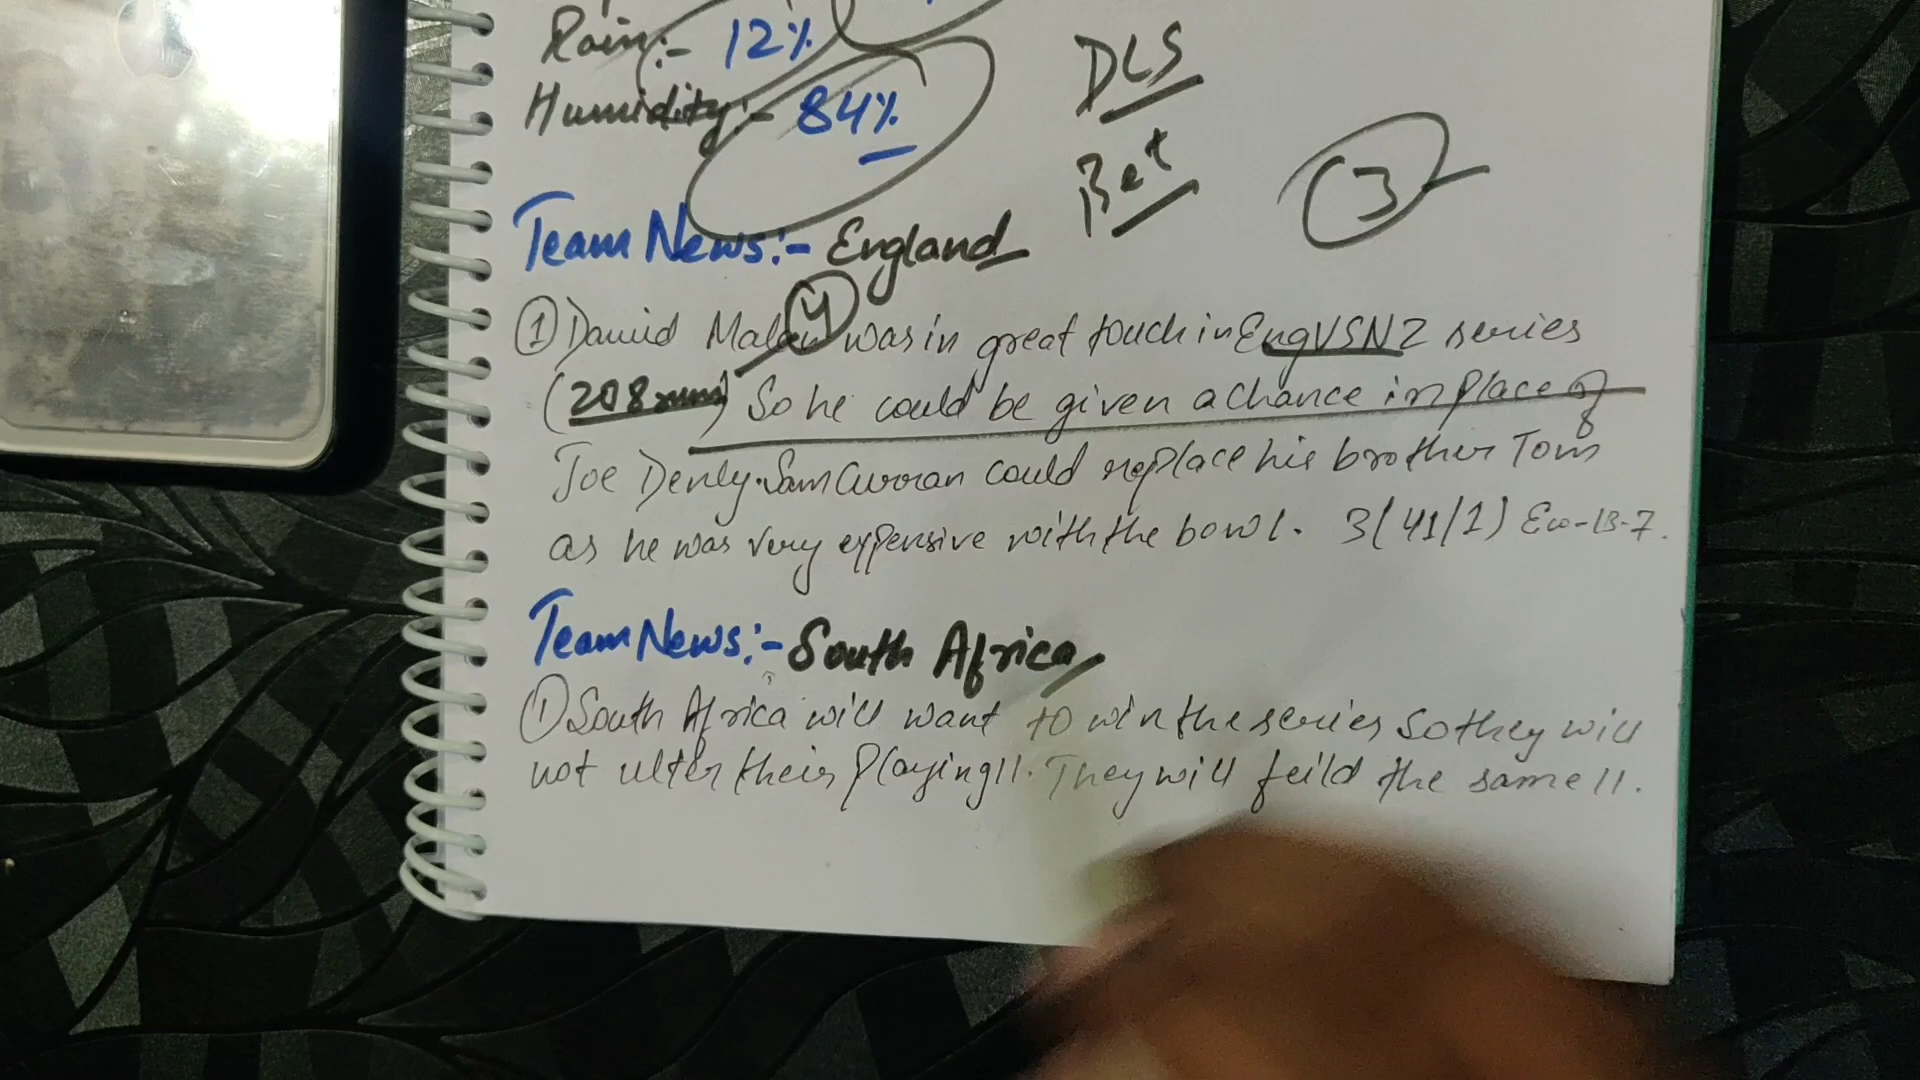 Rain:- 12%
Humidity:- 84%
DLS
Bat
13
Team News:- England
4
① Dawid Malan was in great touch in Eng VS NZ series
(208 runs) So he could be given a chance in place of
Joe Denly. Sam Curran could replace his brother Tom
as he was very expensive with the bowl. 3(41/1) Eco-13.7.
Team News:- South Africa
① South Africa will want to win the series So they will
not ulter their Playing 11. They will feild the same 11.